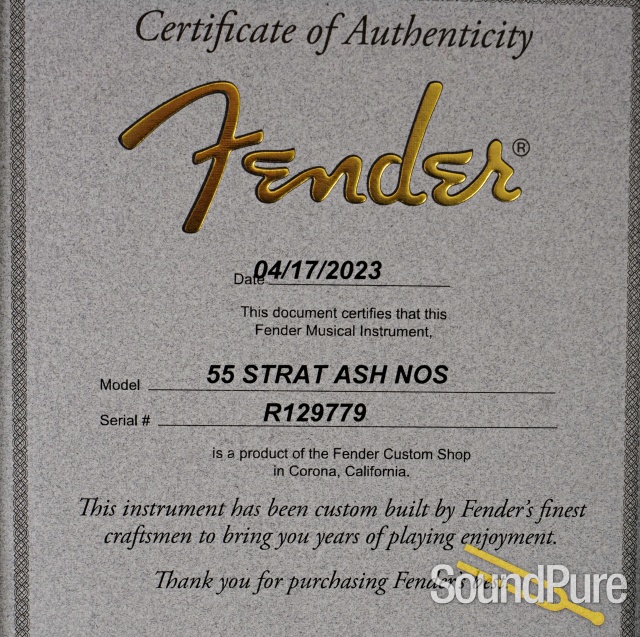 Certificate of Authenticity
Fender®
Date 04/17/2023
This document certifies that this
Fender Musical Instrument,
Model 55 STRAT ASH NOS
Serial # R129779
is a product of the Fender Custom Shop
in Corona, California.
This instrument has been custom built by Fender's finest
craftsmen to bring you years of playing enjoyment.
Thank you for purchasing Fender's best.
SoundPure